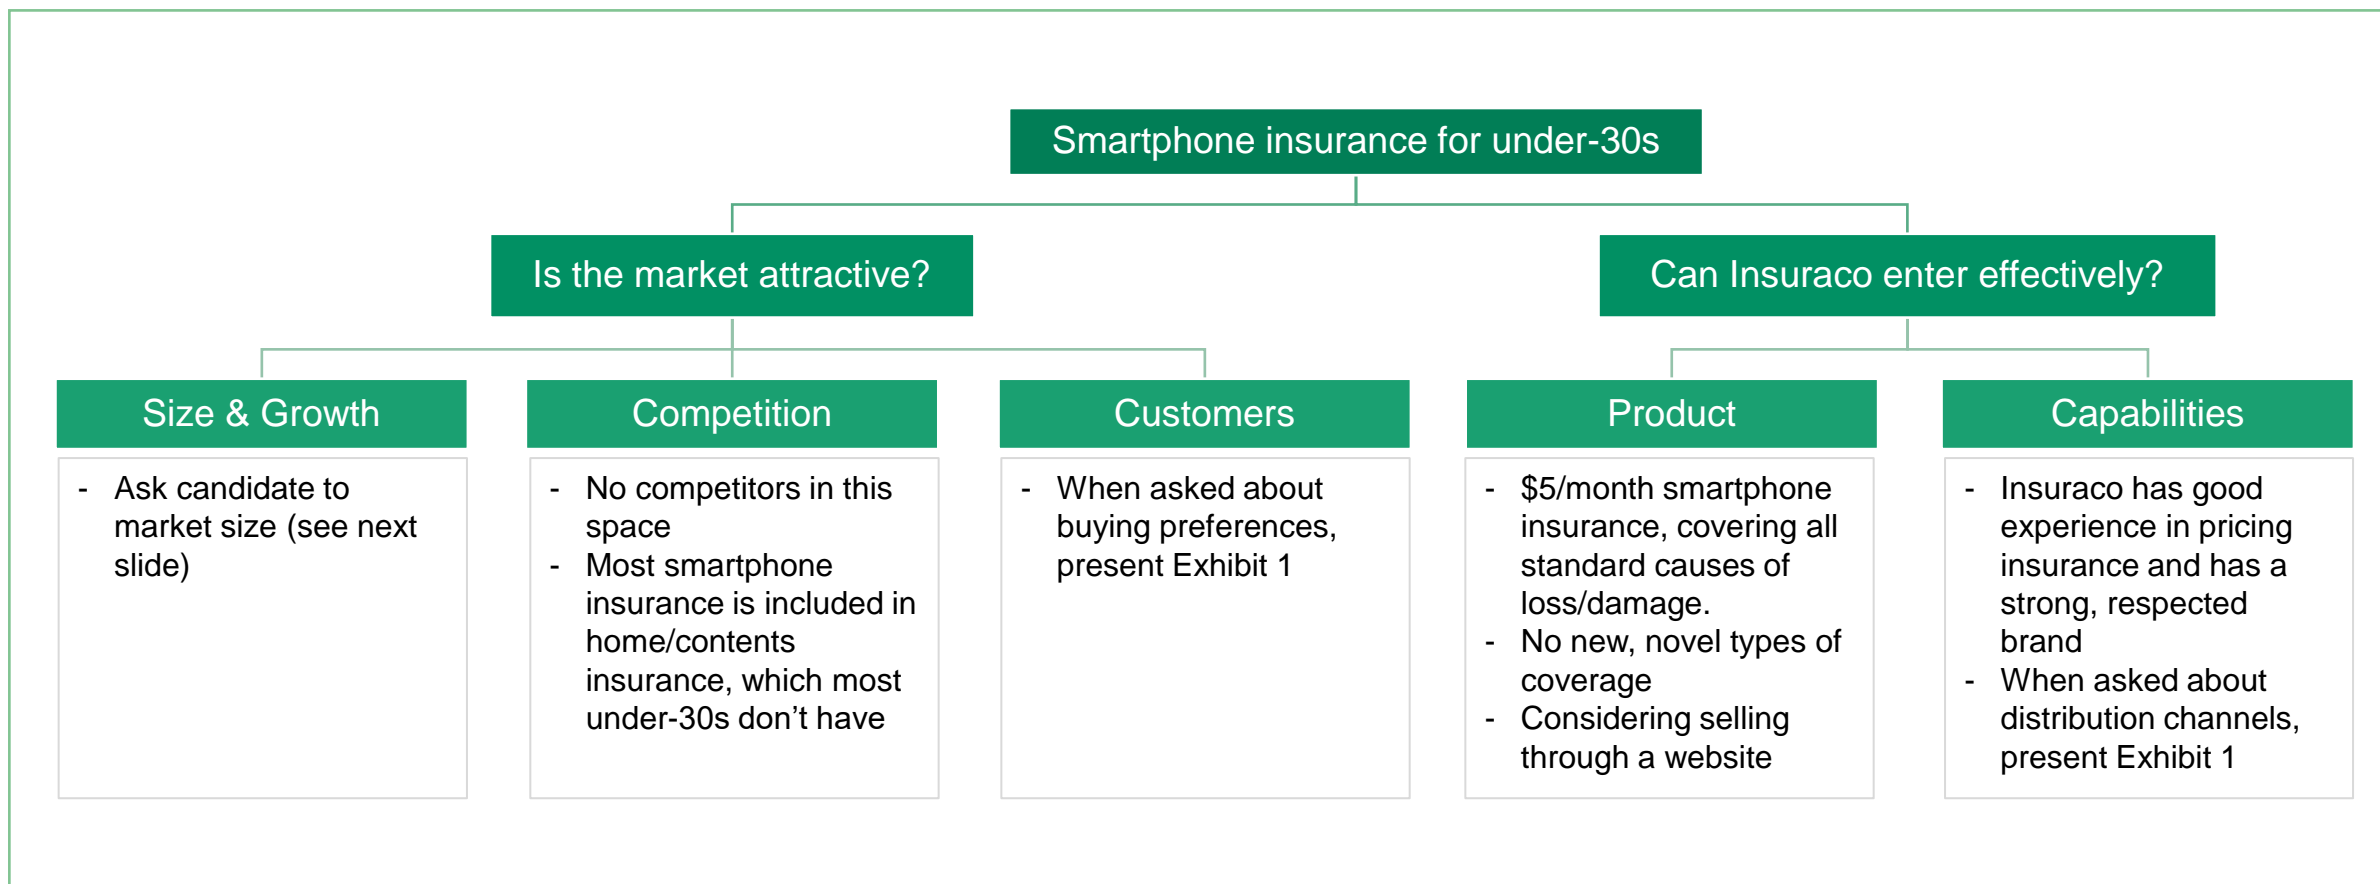 Smartphone insurance for under-30s
Is the market attractive?
Can Insuraco enter effectively?
Size & Growth
- Ask candidate to
market size (see next
slide)
Competition
- No competitors in this
space
- Most smartphone
insurance is included in
home/contents
insurance, which most
under-30s don’t have
Customers
- When asked about
buying preferences,
present Exhibit 1
Product
- $5/month smartphone
insurance, covering all
standard causes of
loss/damage.
- No new, novel types of
coverage
- Considering selling
through a website
Capabilities
- Insuraco has good
experience in pricing
insurance and has a
strong, respected
brand
- When asked about
distribution channels,
present Exhibit 1